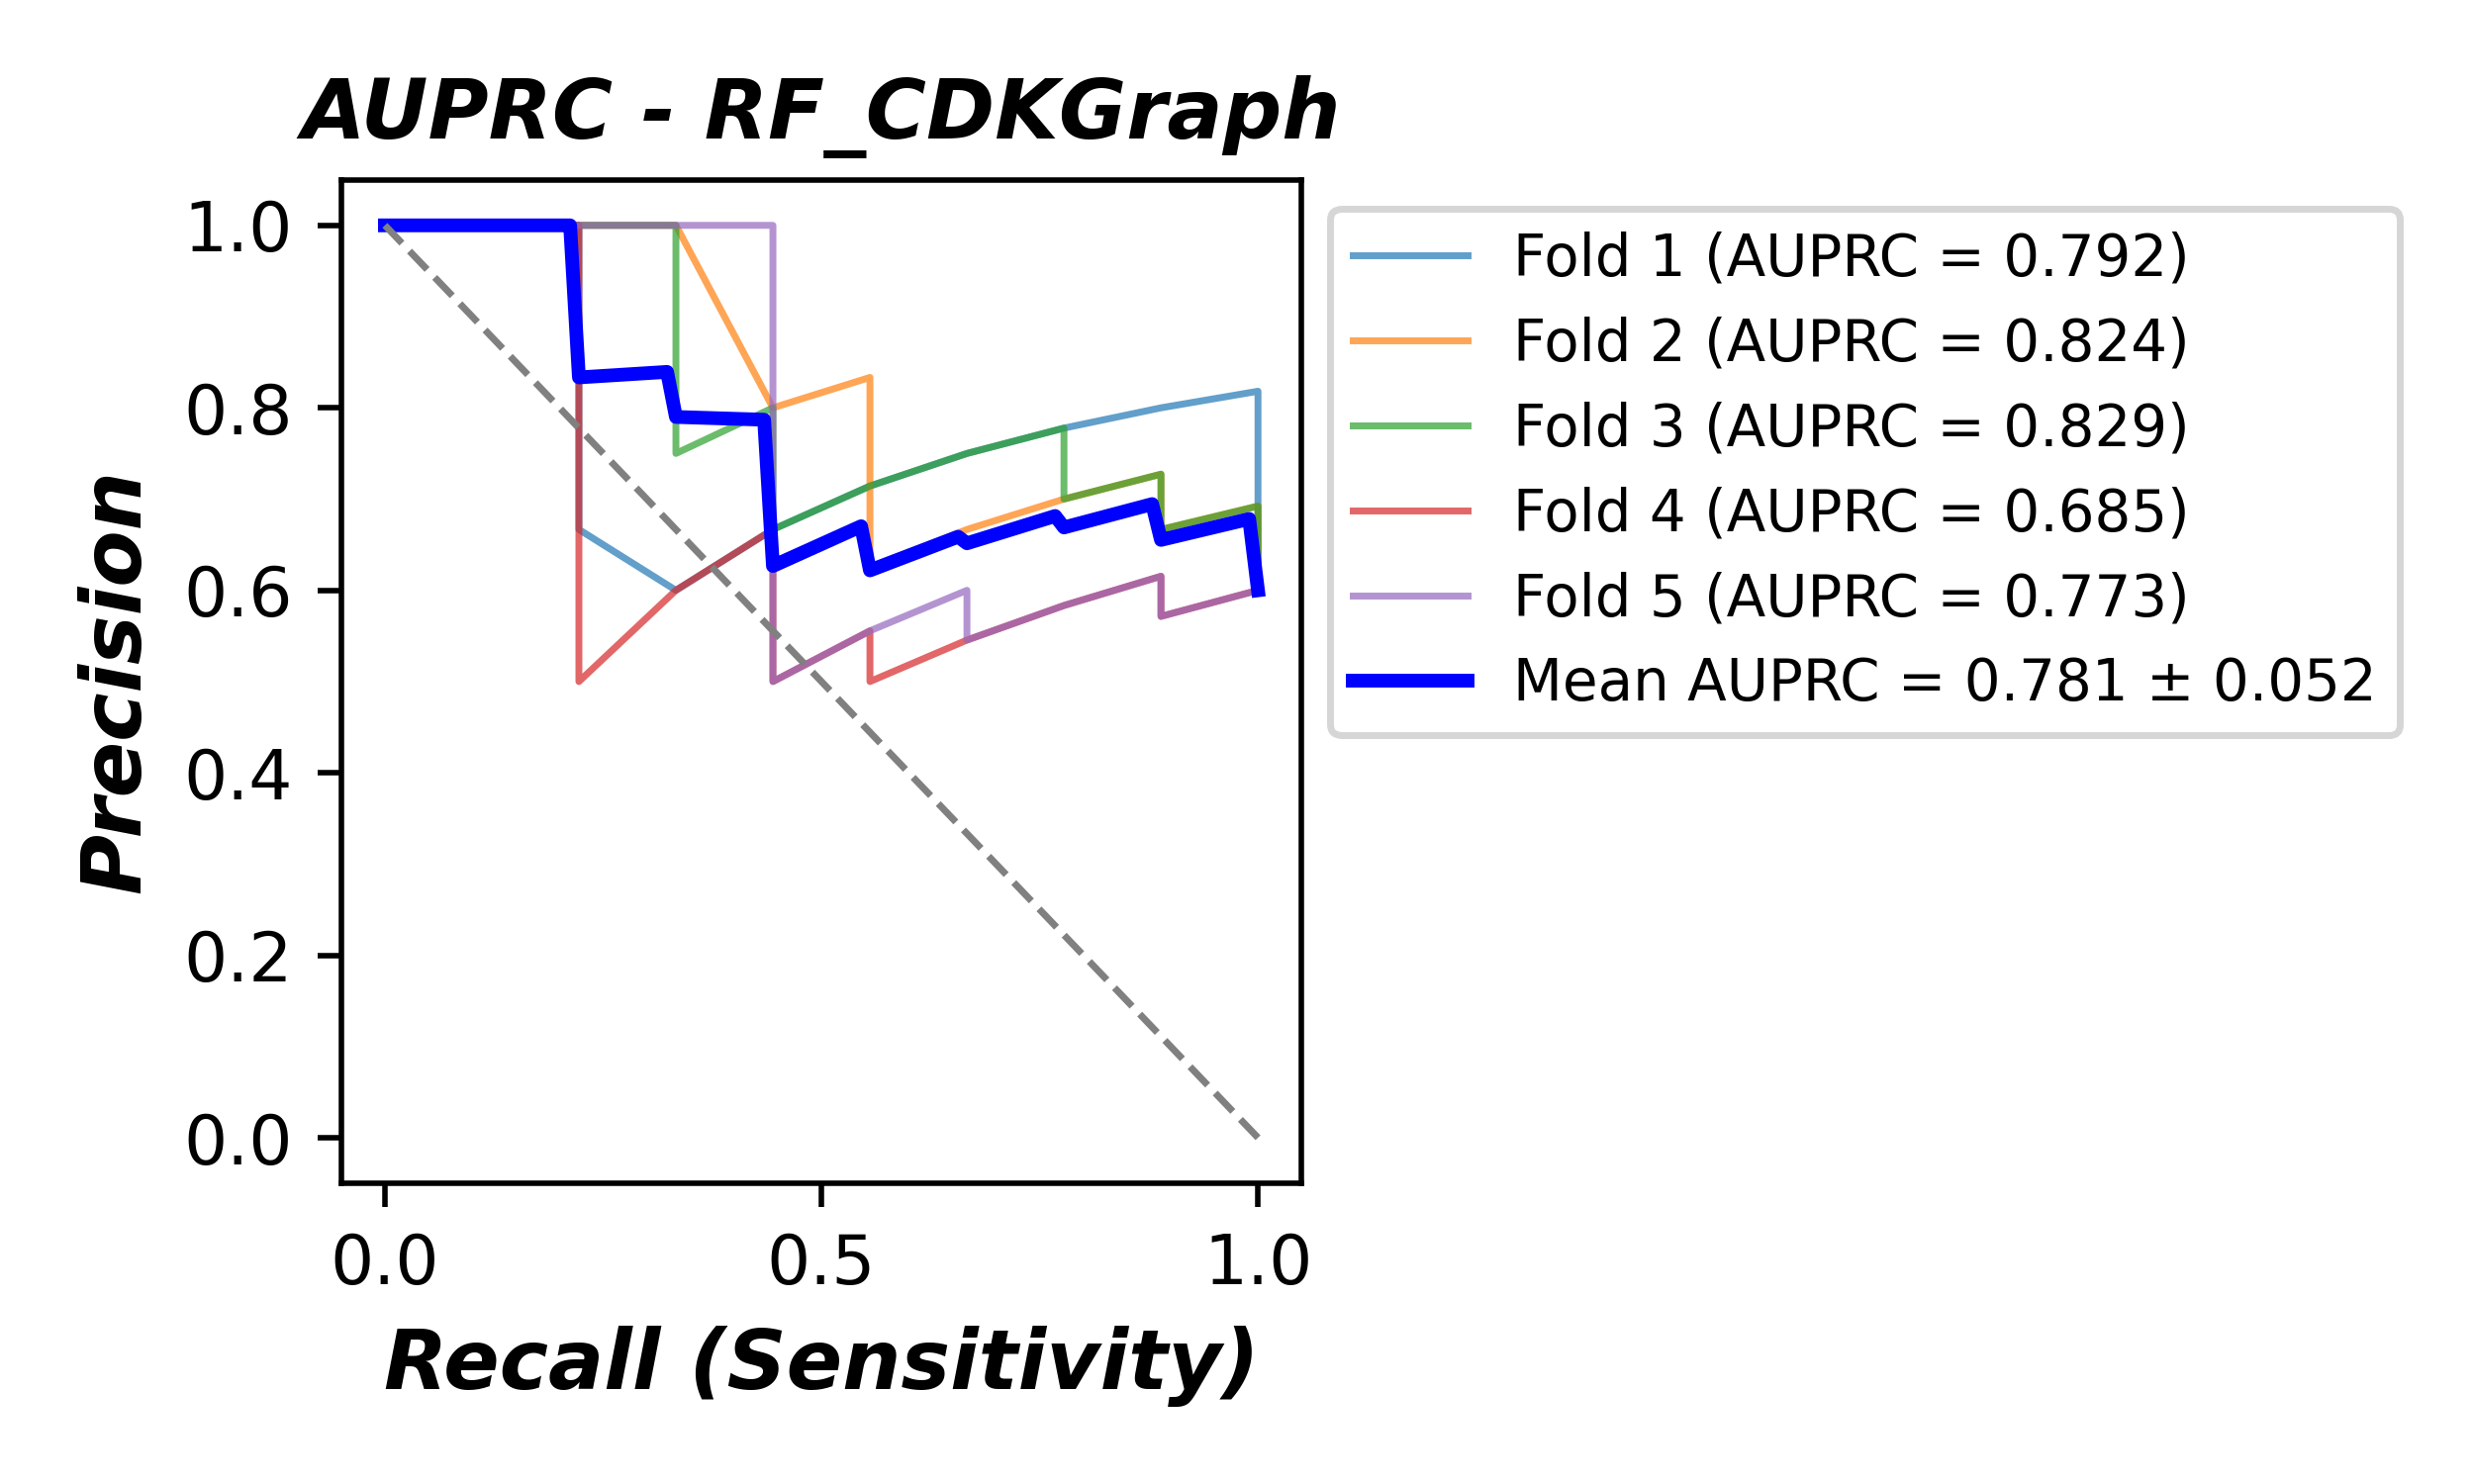 AUPRC - RF_CDKGraph
Precision
1.0
0.8
0.6
0.4
0.2
0.0
0.0 0.5 1.0
Recall (Sensitivity)
Fold 1 (AUPRC = 0.792)
Fold 2 (AUPRC = 0.824)
Fold 3 (AUPRC = 0.829)
Fold 4 (AUPRC = 0.685)
Fold 5 (AUPRC = 0.773)
Mean AUPRC = 0.781 ± 0.052